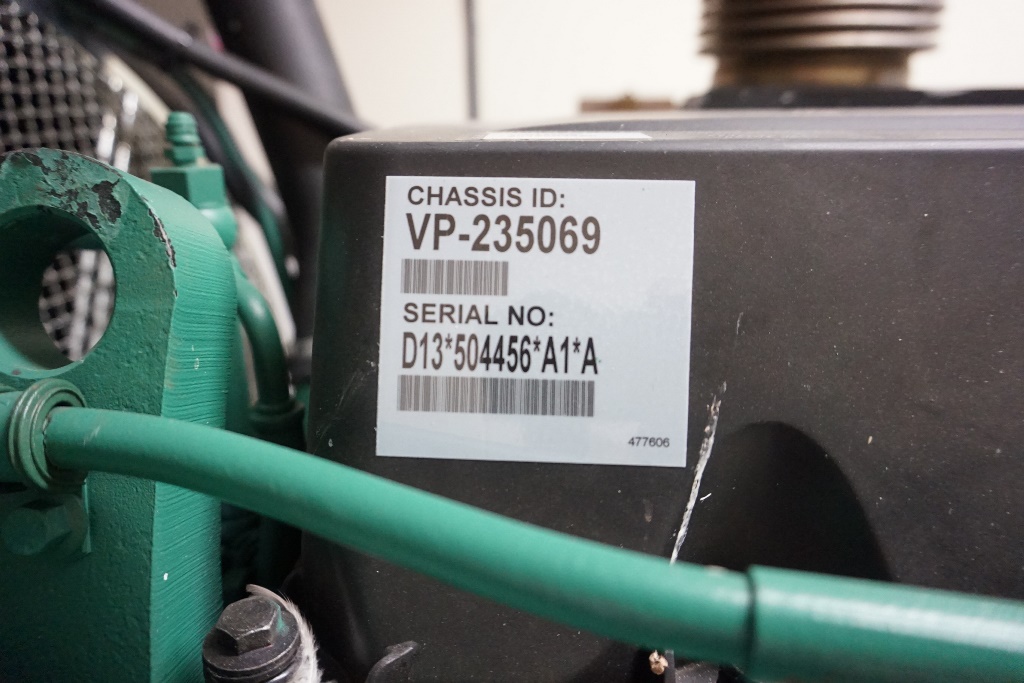 CHASSIS ID:
VP-235069
SERIAL NO:
D13*504456*A1*A
477606